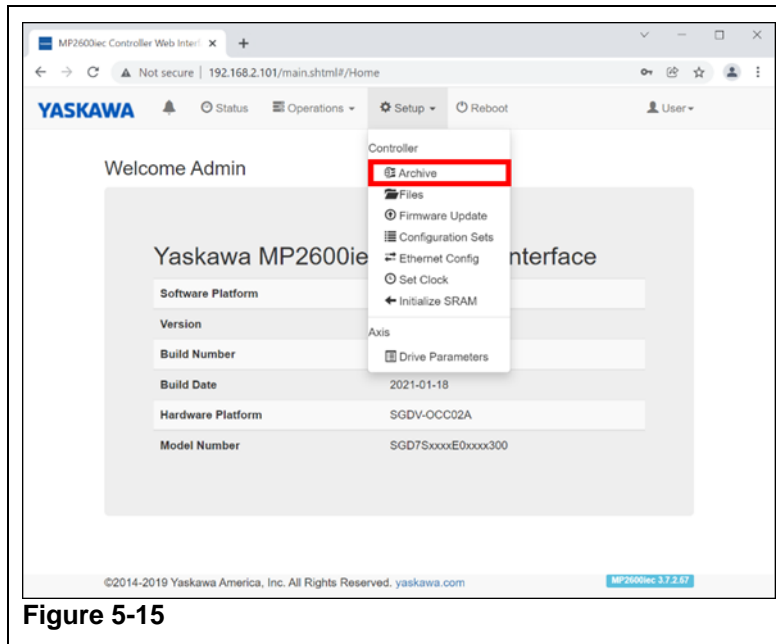 MP2600iec Controller Web Interf
Not secure | 192.168.2.101/main.shtml#/Home
YASKAWA Status Operations Setup Reboot User
Controller
Archive
Files
Firmware Update
Configuration Sets
Ethernet Config
Set Clock
Initialize SRAM
Axis
Drive Parameters
Welcome Admin
Yaskawa MP2600ie nterface
Software Platform
Version
Build Number
Build Date 2021-01-18
Hardware Platform SGDV-OCC02A
Model Number SGD7SxxxxE0xxxx300
©2014-2019 Yaskawa America, Inc. All Rights Reserved. yaskawa.com MP2600iec 3.7.2.67
Figure 5-15